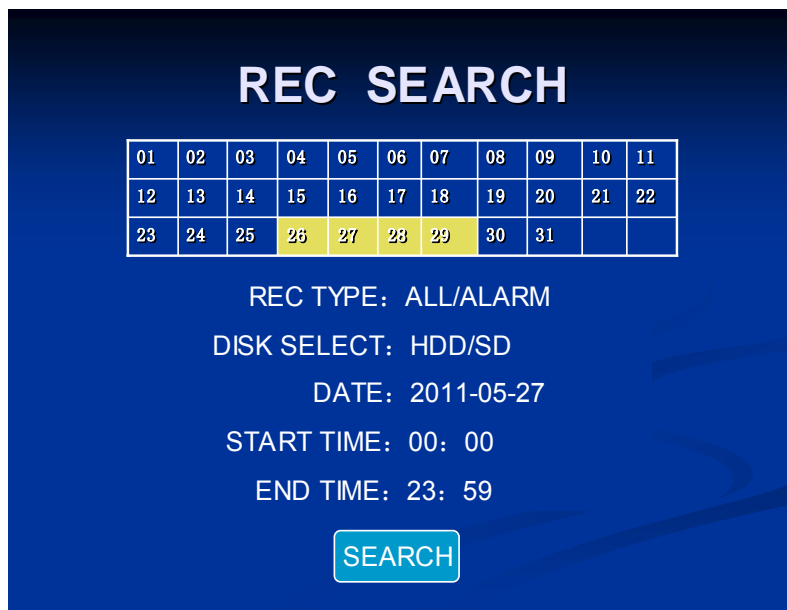 REC SEARCH
01 02 03 04 05 06 07 08 09 10 11
12 13 14 15 16 17 18 19 20 21 22
23 24 25 26 27 28 29 30 31
REC TYPE：ALL/ALARM
DISK SELECT：HDD/SD
DATE：2011-05-27
START TIME：00：00
END TIME：23：59
SEARCH